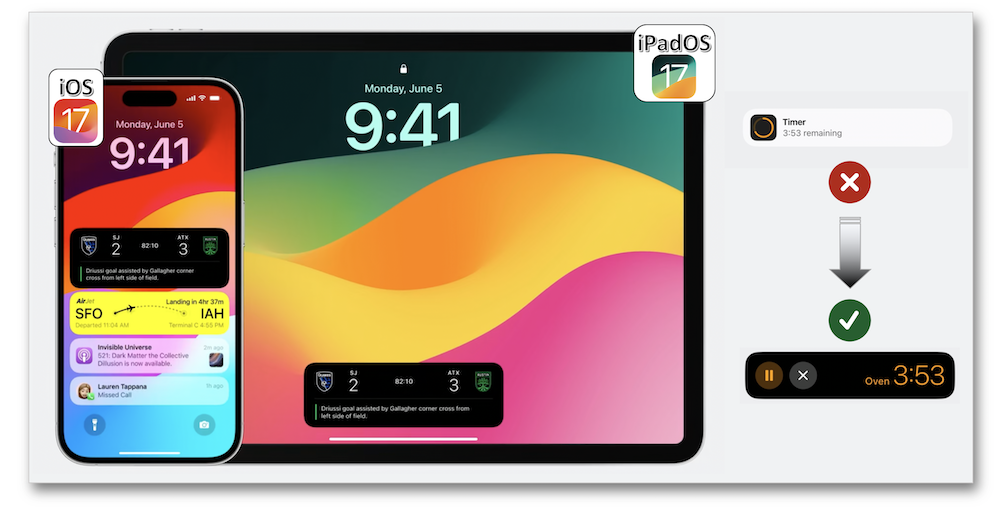 iOS
17
Monday, June 5
9:41
SJ
2
82:10
ATX
3
Driussi goal assisted by Gallagher corner
cross from left side of field.
Air Jet
Landing in 4hr 37m
SFO
IAH
Departed 11:04 AM
Terminal C 4:55 PM
Invisible Universe
2m ago
521: Dark Matter the Collective
Dillusion is now available.
Lauren Tappana
1h ago
Missed Call
iPadOS
17
Monday, June 5
9:41
SJ
2
82:10
ATX
3
Driussi goal assisted by Gallagher corner cross from
left side of field.
Timer
3:53 remaining
Oven 3:53